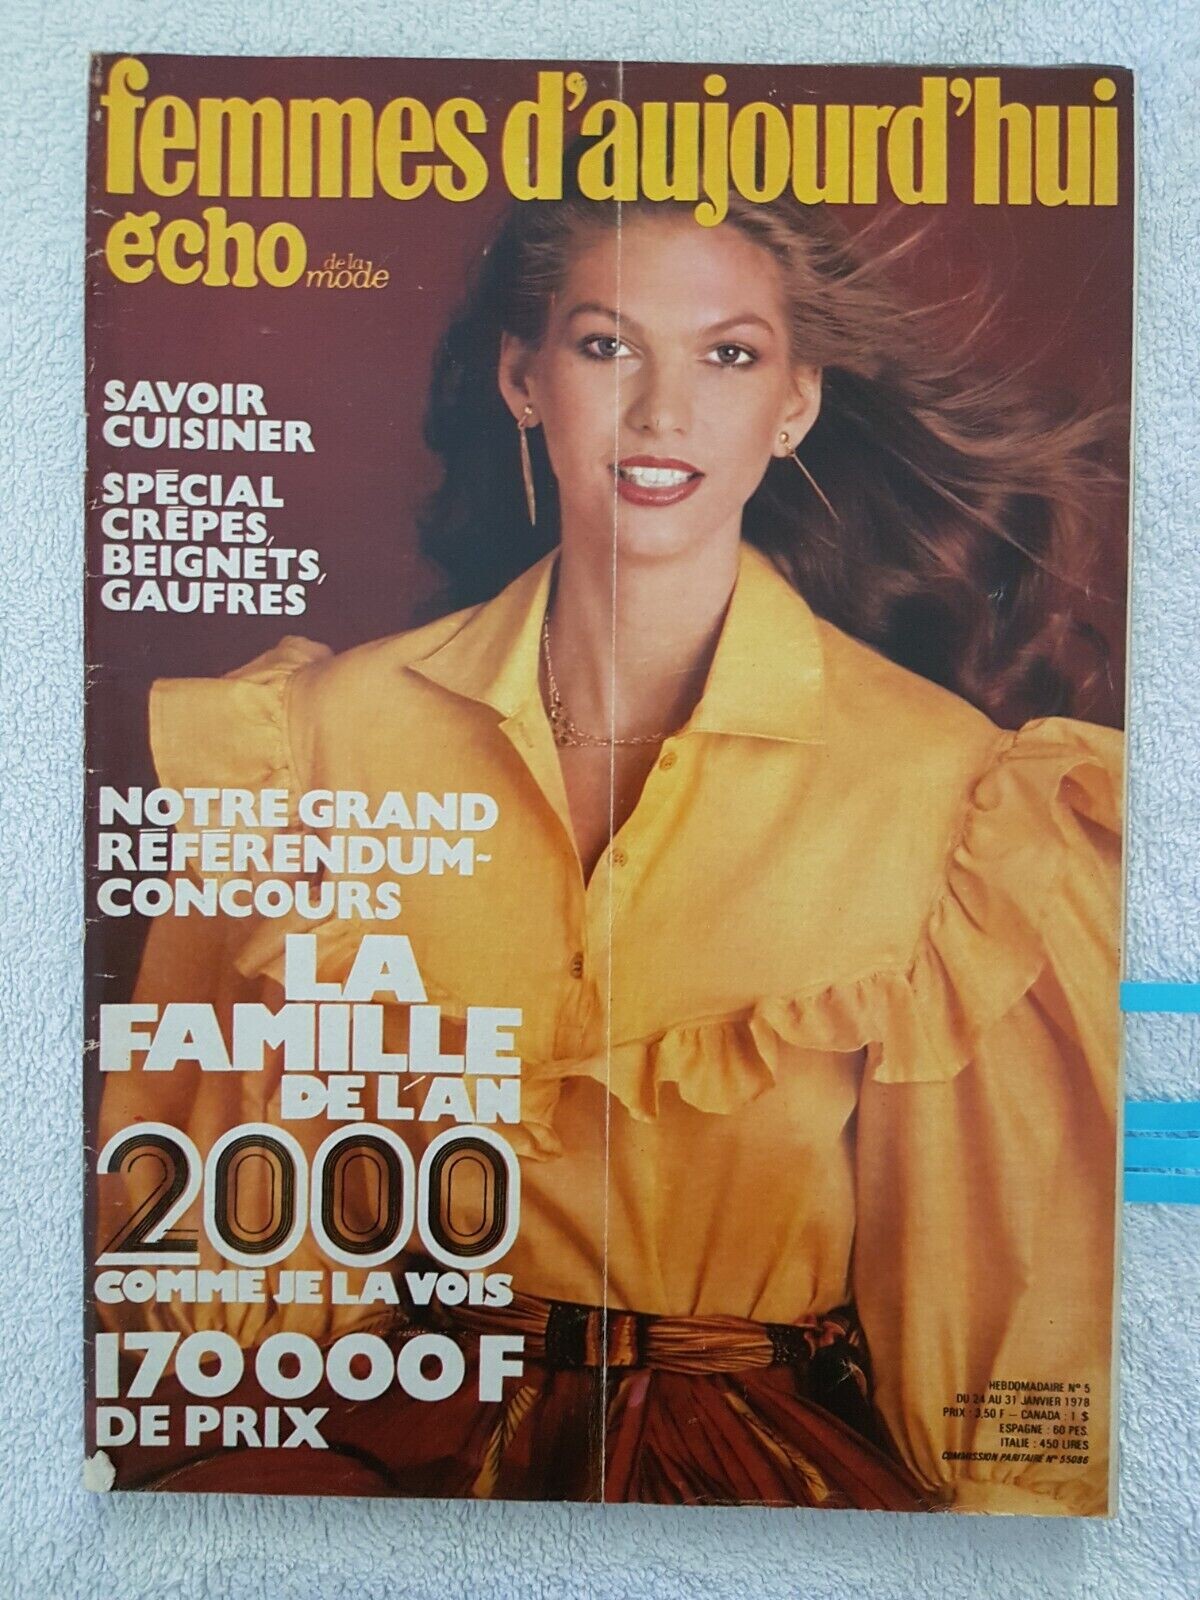 femmes d'aujourd'hui
écho de la mode
SAVOIR
CUISINER
SPÉCIAL
CRÊPES,
BEIGNETS,
GAUFRES
NOTRE GRAND
RÉFÉRENDUM-
CONCOURS
LA
FAMILLE
DE L'AN
2000
COMME JE LA VOIS
170 000 F
DE PRIX
HEBDOMADAIRE N° 5
DU 24 AU 31 JANVIER 1978
PRIX : 3,50 F – CANADA : 1 $
ESPAGNE : 60 PES.
ITALIE : 450 LIRES
COMMISSION PARITAIRE N° 55086